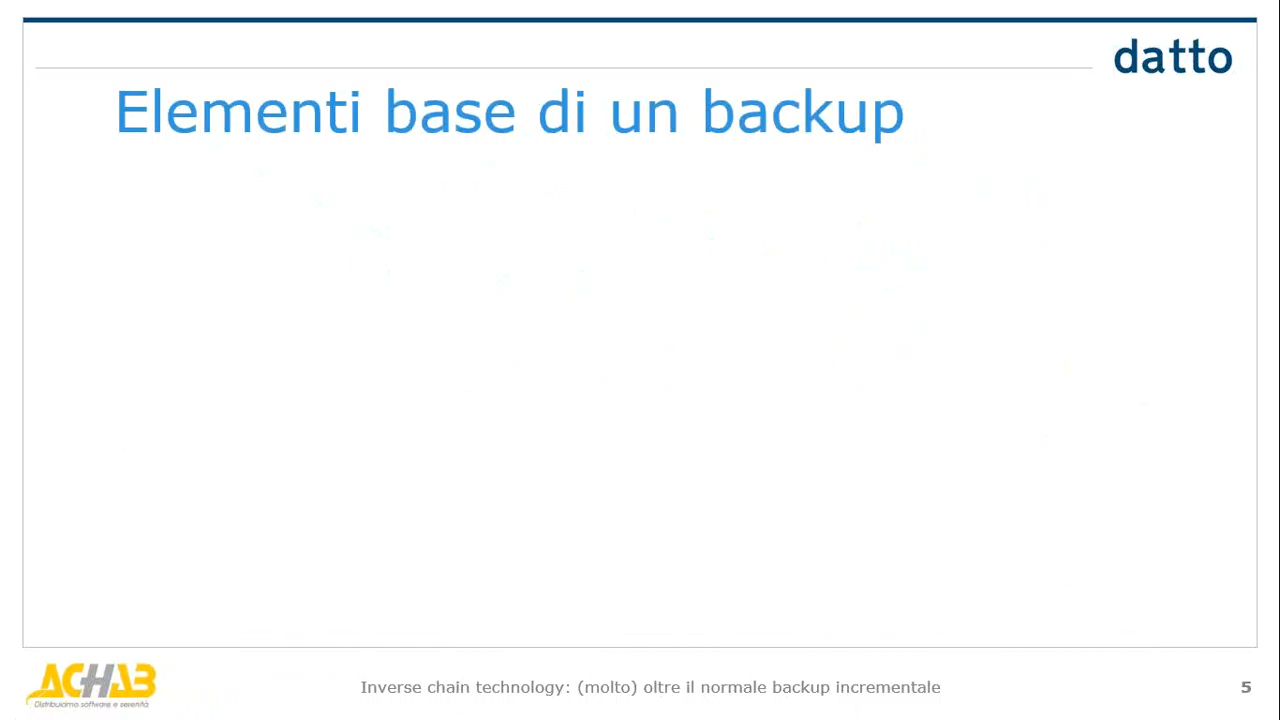 datto
Elementi base di un backup
ACHAB
Distribuiamo software e serenità
Inverse chain technology: (molto) oltre il normale backup incrementale
5